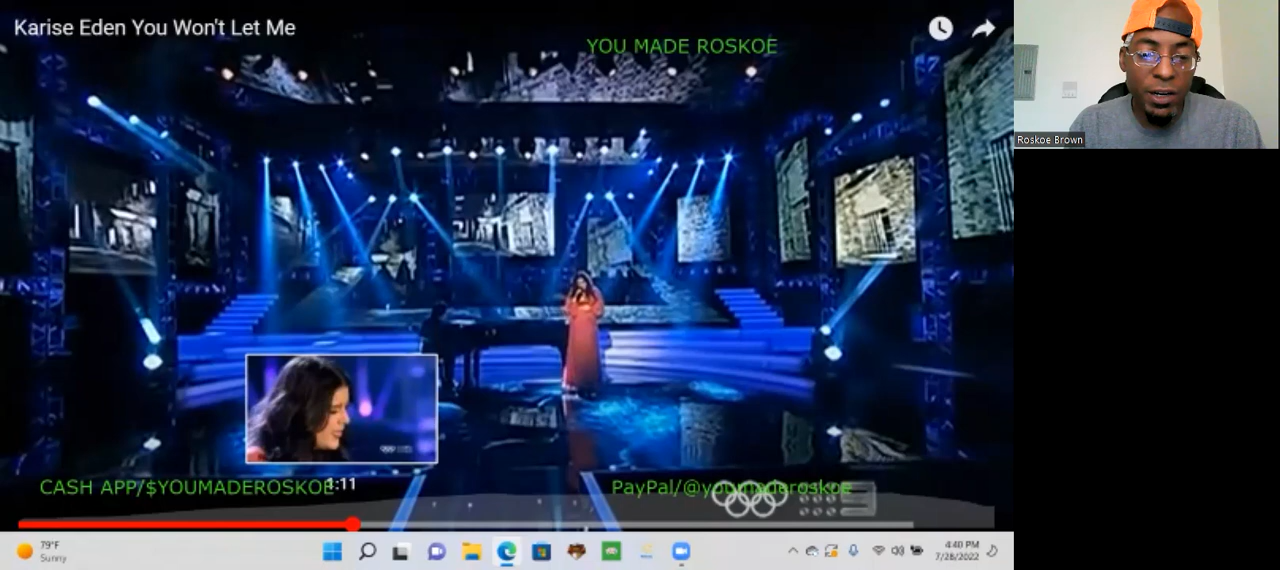 Karise Eden You Won't Let Me
YOU MADE ROSKOE
Roskoe Brown
1:11
CASH APP/$YOUMADEROSKOE
PayPal/@youmaderoskoe
79°F
Sunny
4:40 PM
7/28/2022